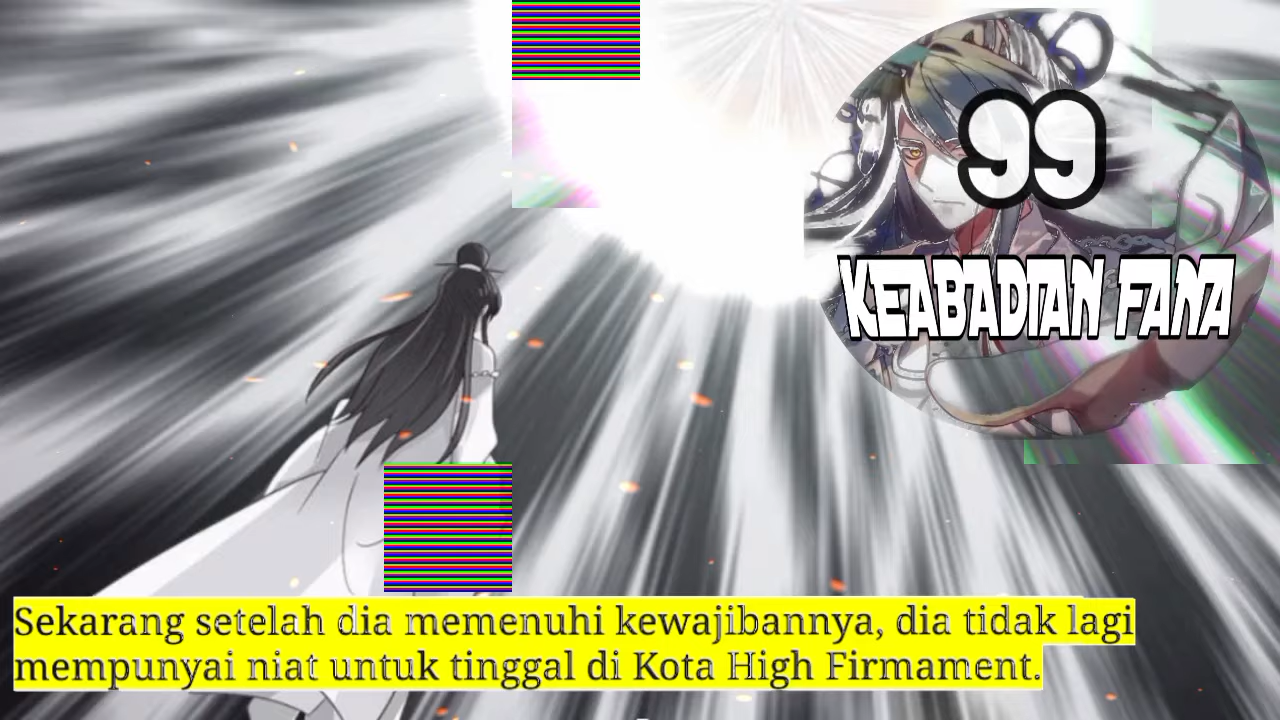 99
KEABADIAN FANA
Sekarang setelah dia memenuhi kewajibannya, dia tidak lagi
mempunyai niat untuk tinggal di Kota High Firmament.